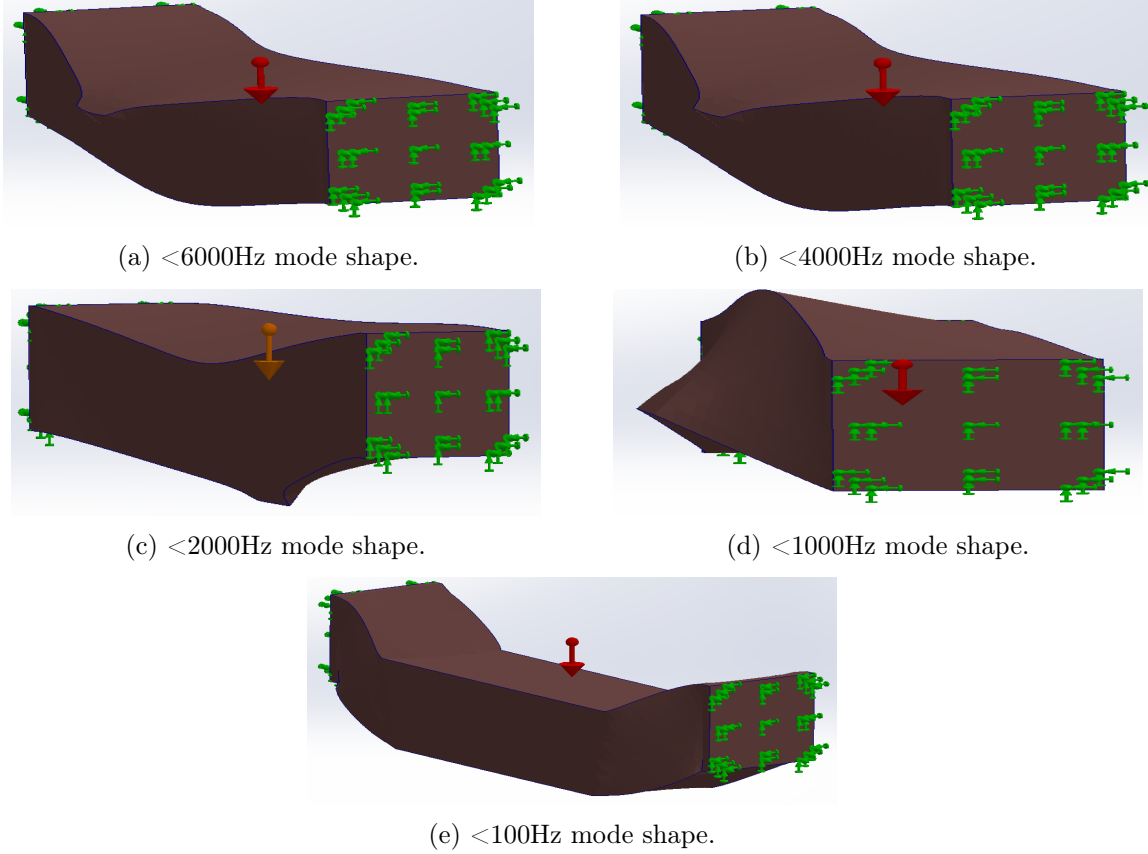 (a) <6000Hz mode shape.
(b) <4000Hz mode shape.
(c) <2000Hz mode shape.
(d) <1000Hz mode shape.
(e) <100Hz mode shape.